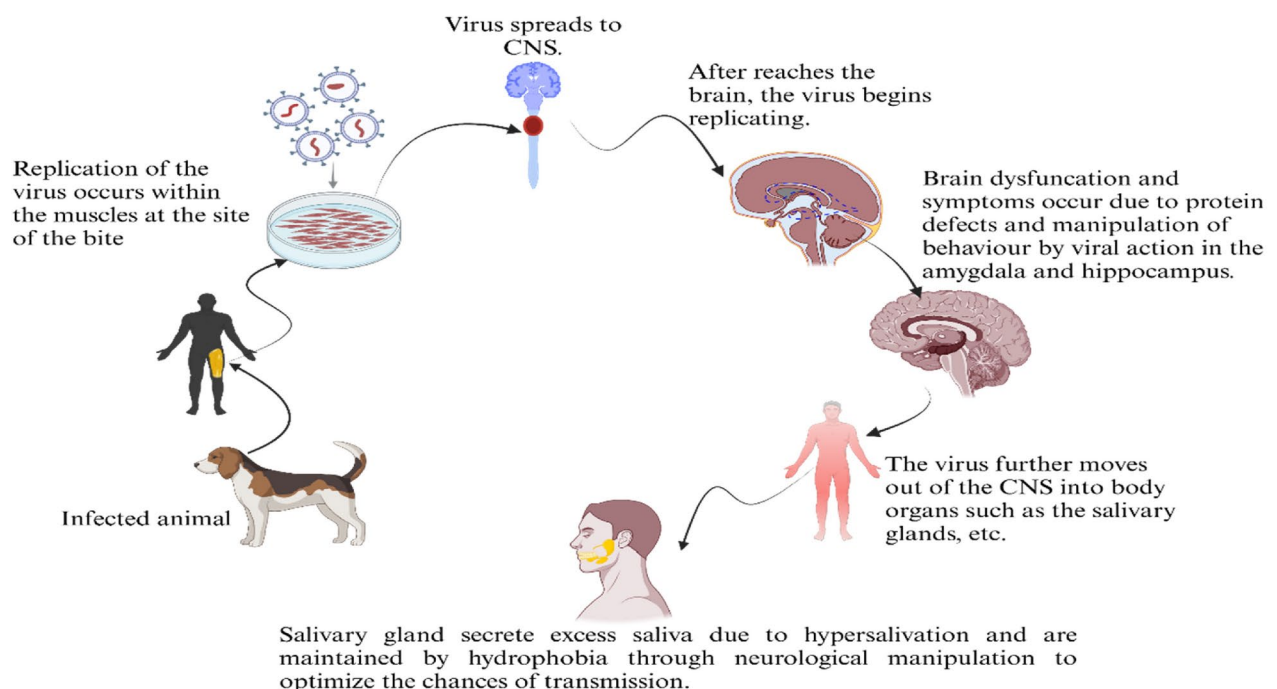 Infected animal
Replication of the
virus occurs within
the muscles at the site
of the bite
Virus spreads to
CNS.
After reaches the
brain, the virus begins
replicating.
Brain dysfuncation and
symptoms occur due to protein
defects and manipulation of
behaviour by viral action in the
amygdala and hippocampus.
The virus further moves
out of the CNS into body
organs such as the salivary
glands, etc.
Salivary gland secrete excess saliva due to hypersalivation and are
maintained by hydrophobia through neurological manipulation to
optimize the chances of transmission.